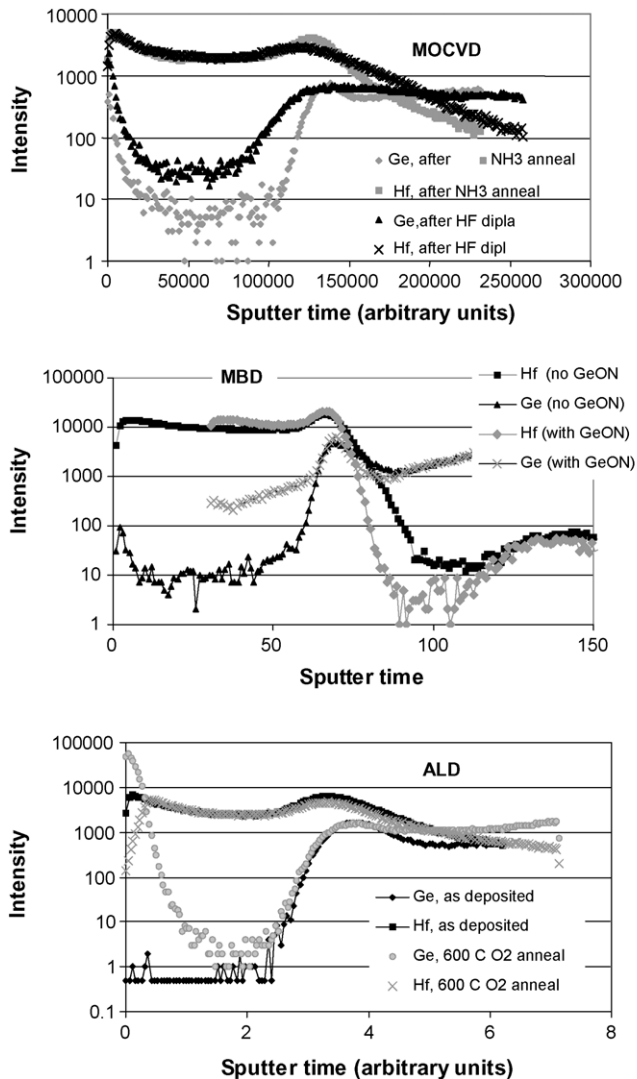 10000
1000
100
10
1
Intensity
MOCVD
Ge, after
NH3 anneal
Hf, after NH3 anneal
Ge,after HF dipla
Hf, after HF dipl
0 50000 100000 150000 200000 250000 300000
Sputter time (arbitrary units)
MBD
100000
10000
1000
100
10
1
Intensity
Hf (no GeON
Ge (no GeON)
Hf (with GeON)
Ge (with GeON)
0 50 100 150
Sputter time
ALD
100000
10000
1000
100
10
1
0.1
Intensity
Ge, as deposited
Hf, as deposited
Ge, 600 C O2 anneal
Hf, 600 C O2 anneal
0 2 4 6 8
Sputter time (arbitrary units)